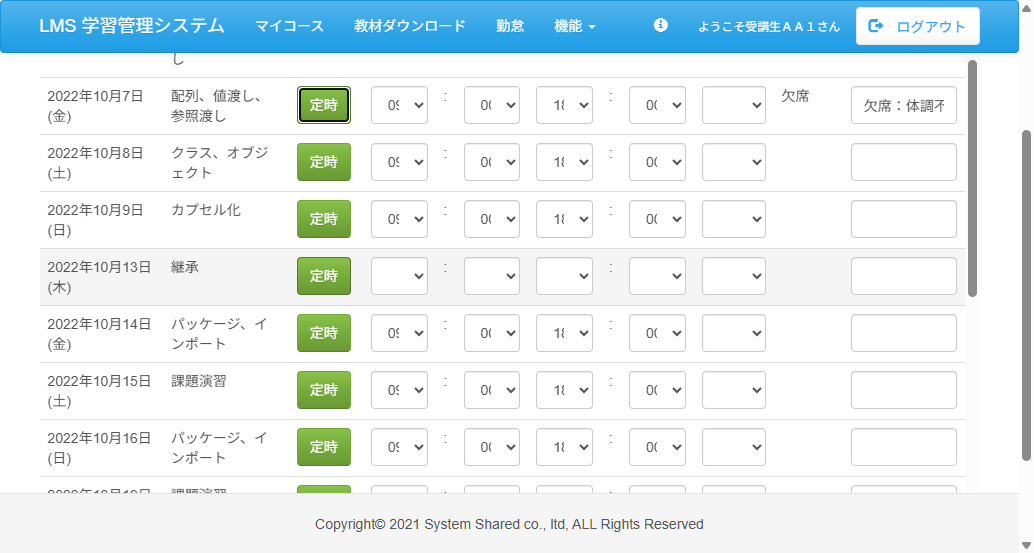 LMS 学習管理システム マイコース 教材ダウンロード 勤怠 機能 ようこそ受講生ＡＡ１さん ログアウト
し
2022年10月7日 配列、値渡し、 定時 09 : 00 18 : 00 欠席 欠席：体調不
(金) 参照渡し
2022年10月8日 クラス、オブジ 定時 09 : 00 18 : 00
(土) ェクト
2022年10月9日 カプセル化 定時 09 : 00 18 : 00
(日)
2022年10月13日 継承 定時 : :
(木)
2022年10月14日 パッケージ、イ 定時 09 : 00 18 : 00
(金) ンポート
2022年10月15日 課題演習 定時 09 : 00 18 : 00
(土)
2022年10月16日 パッケージ、イ 定時 09 : 00 18 : 00
(日) ンポート
課題演習
Copyright© 2021 System Shared co., ltd, ALL Rights Reserved